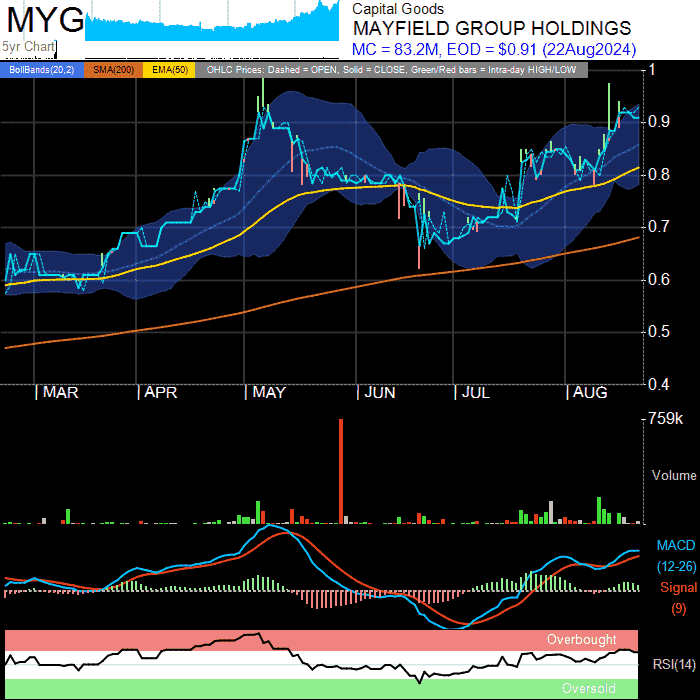 MYG
5yr Chart
Capital Goods
MAYFIELD GROUP HOLDINGS
MC = 83.2M, EOD = $0.91 (22Aug2024)
BollBands(20,2) SMA(200) EMA(50) OHLC Prices: Dashed = OPEN, Solid = CLOSE, Green/Red bars = Intra-day HIGH/LOW
1
0.9
0.8
0.7
0.6
0.5
0.4
MAR APR MAY JUN JUL AUG
759k
Volume
MACD
(12-26)
Signal
(9)
Overbought
RSI(14)
Oversold